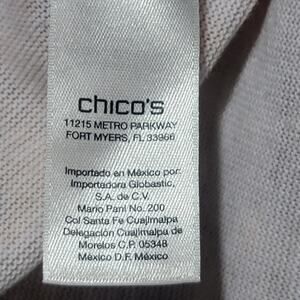 chico's
11215 METRO PARKWAY
FORT MYERS, FL 33966
Importado en México por:
Importadora Globastic,
S.A. de C.V.
Mario Pani No. 200
Col Santa Fe Cuajimalpa
Delegación Cuajimalpa de
Morelos C.P. 05348
México D.F. México